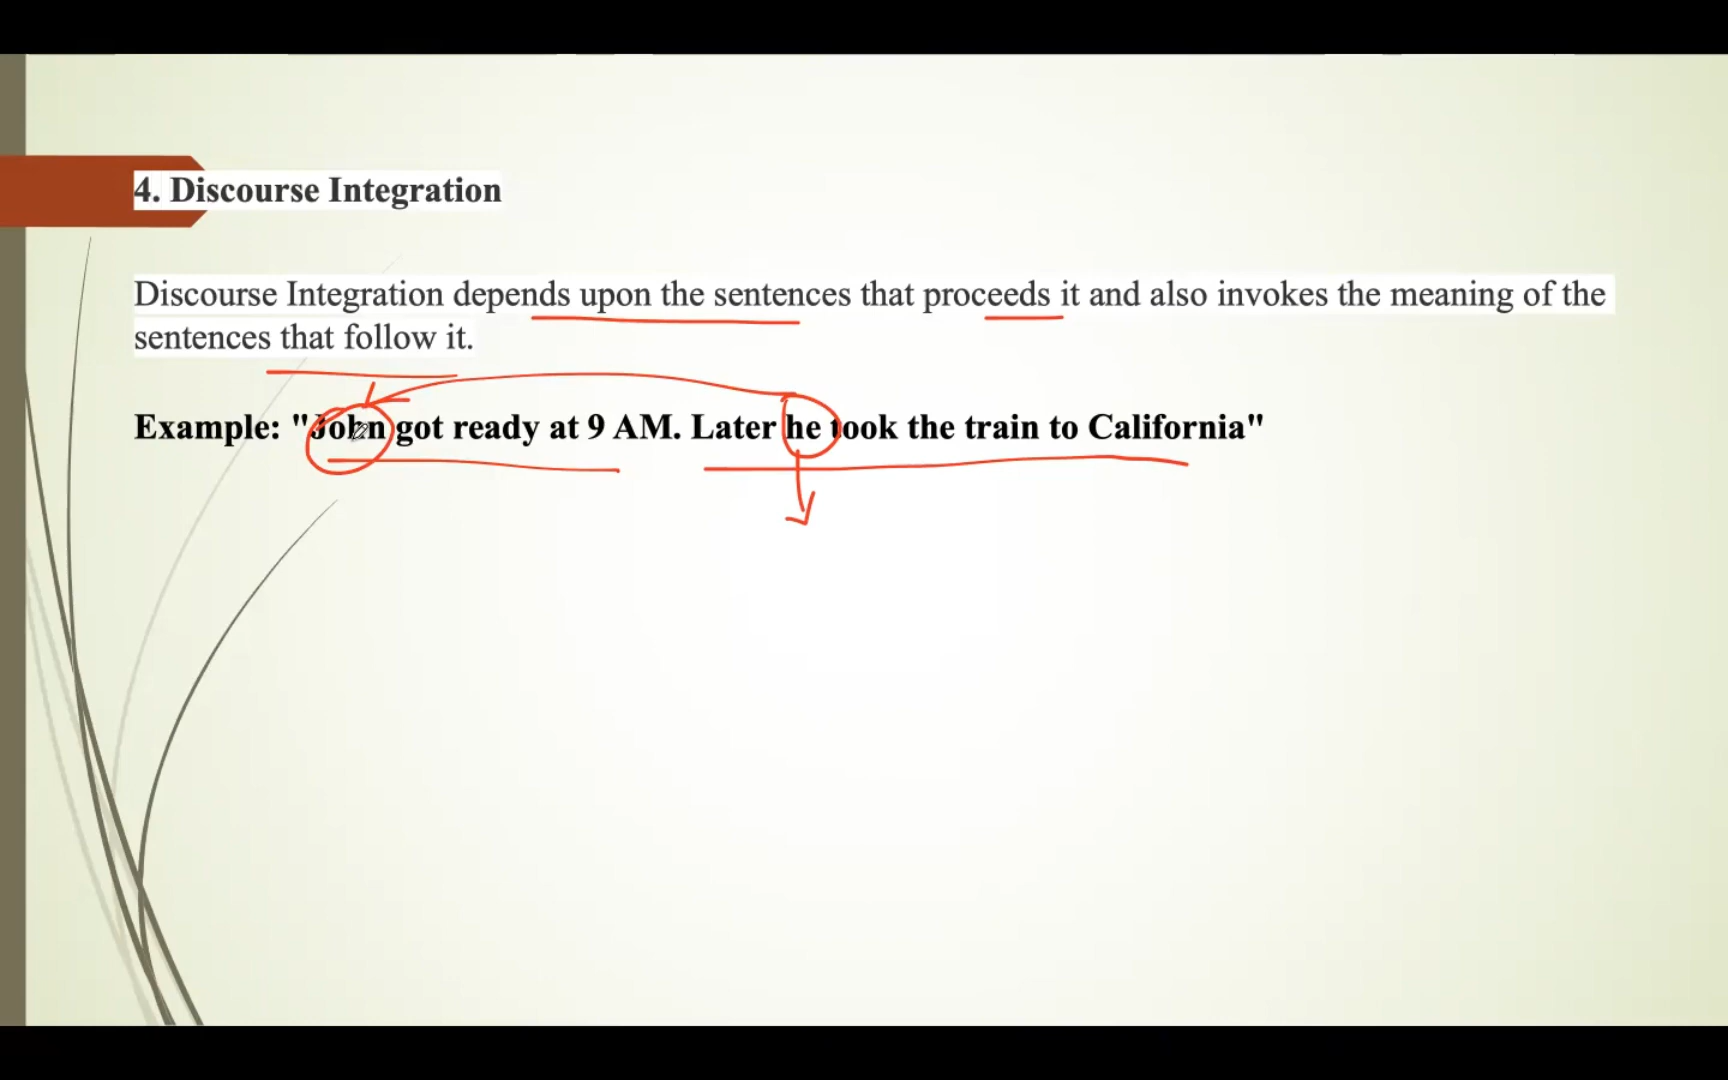 4. Discourse Integration
Discourse Integration depends upon the sentences that proceeds it and also invokes the meaning of the
sentences that follow it.
Example: "John got ready at 9 AM. Later he took the train to California"